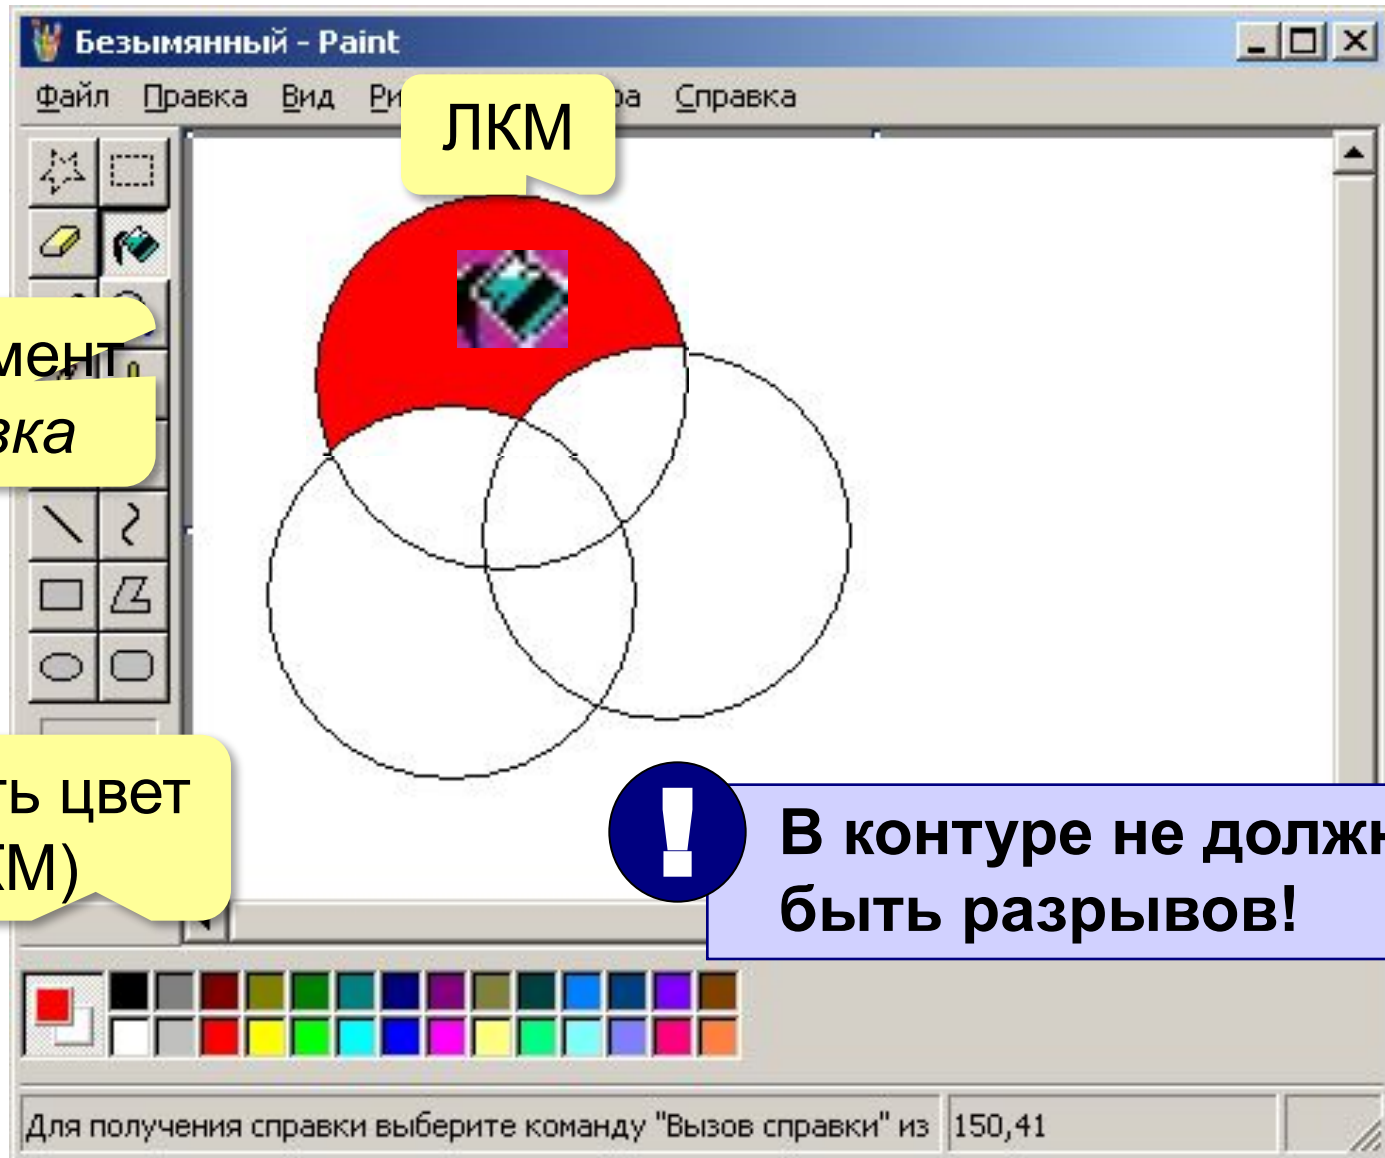 Безымянный - Paint
Файл Правка Вид Ри ра Справка
ЛКМ
мент
вка
ть цвет
КМ)
!
В контуре не должн
быть разрывов!
Для получения справки выберите команду "Вызов справки" из 150,41